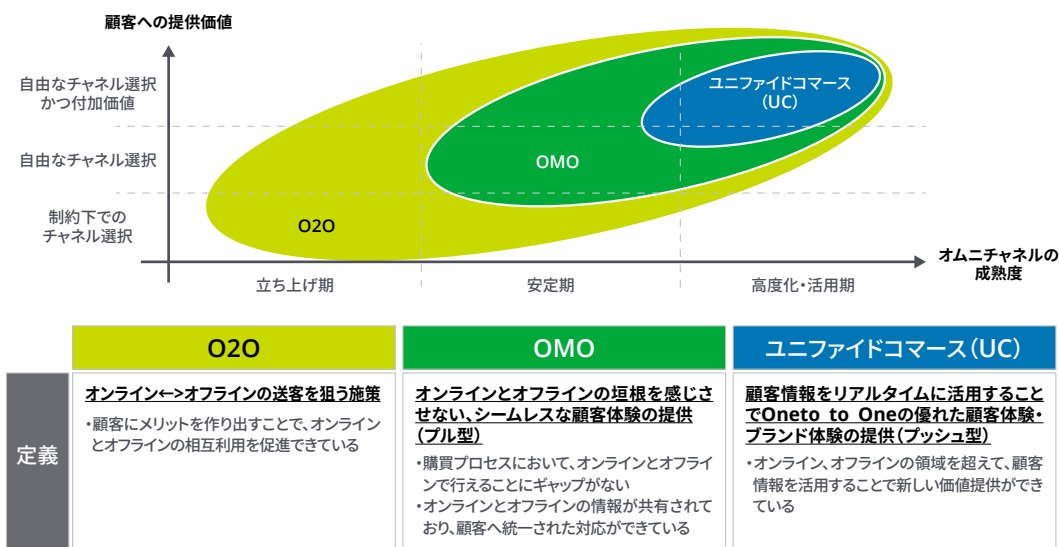 顧客への提供価値
自由なチャネル選択
かつ付加価値
自由なチャネル選択
制約下での
チャネル選択
ユニファイドコマース
(UC)
OMO
O2O
オムニチャネルの
成熟度
立ち上げ期
安定期
高度化・活用期
O2O
OMO
ユニファイドコマース(UC)
定義
オンライン<->オフラインの送客を狙う施策
・顧客にメリットを作り出すことで、オンライン
とオフラインの相互利用を促進できている
オンラインとオフラインの垣根を感じさ
せない、シームレスな顧客体験の提供
(プル型)
・購買プロセスにおいて、オンラインとオフライ
ンで行えることにギャップがない
・オンラインとオフラインの情報が共有されて
おり、顧客へ統一された対応ができている
顧客情報をリアルタイムに活用すること
でOneto to Oneの優れた顧客体験・
ブランド体験の提供(プッシュ型)
・オンライン、オフラインの領域を超えて、顧客
情報を活用することで新しい価値提供ができ
ている